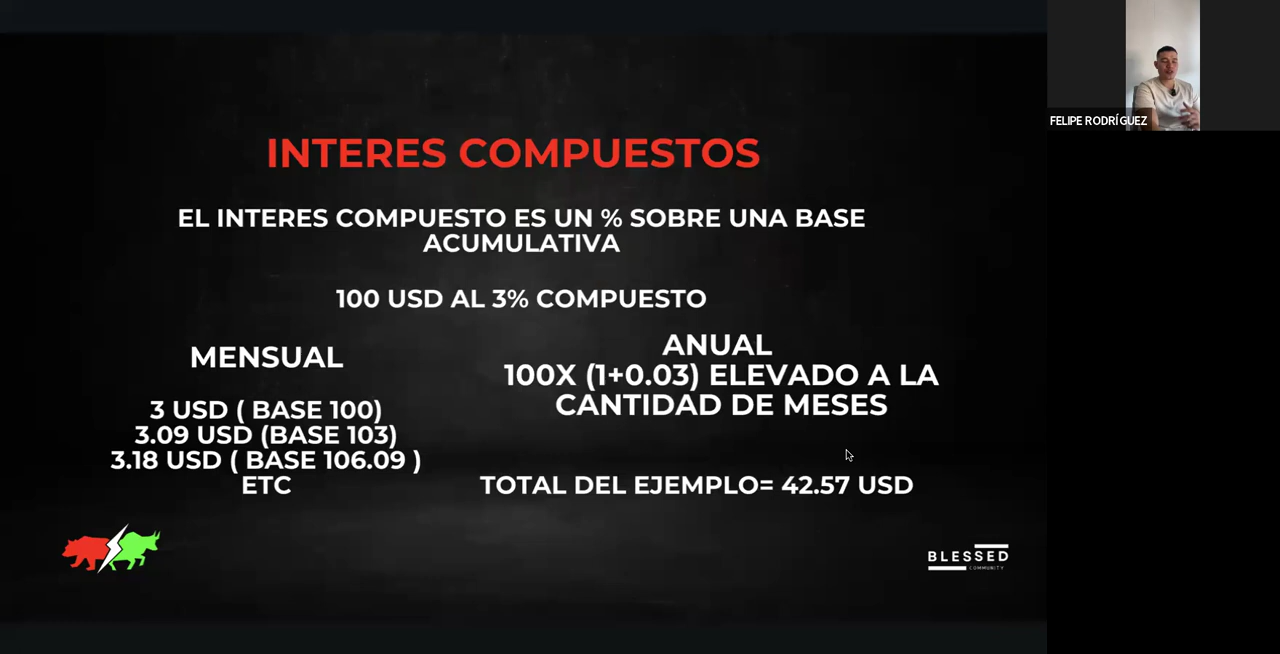 INTERES COMPUESTOS
EL INTERES COMPUESTO ES UN % SOBRE UNA BASE
ACUMULATIVA
100 USD AL 3% COMPUESTO
MENSUAL
3 USD ( BASE 100)
3.09 USD (BASE 103)
3.18 USD ( BASE 106.09 )
ETC
ANUAL
100X (1+0.03) ELEVADO A LA
CANTIDAD DE MESES
TOTAL DEL EJEMPLO= 42.57 USD
BLESSED
COMMUNITY
FELIPE RODRÍGUEZ